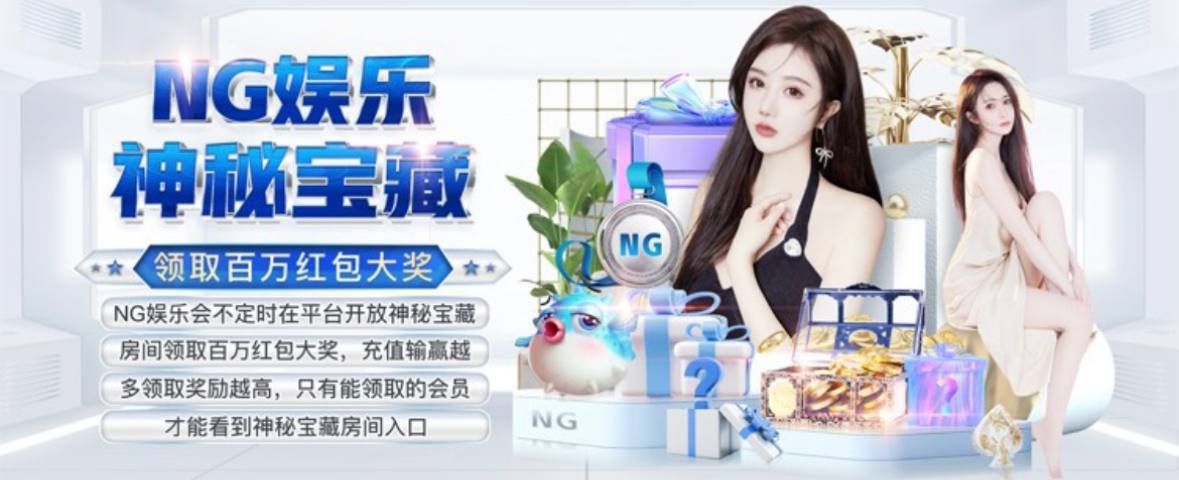 NG娱乐
神秘宝藏
领取百万红包大奖
NG娱乐会不定时在平台开放神秘宝藏
房间领取百万红包大奖，充值输赢越
多领取奖励越高，只有能领取的会员
才能看到神秘宝藏房间入口
NG
?
?
NG